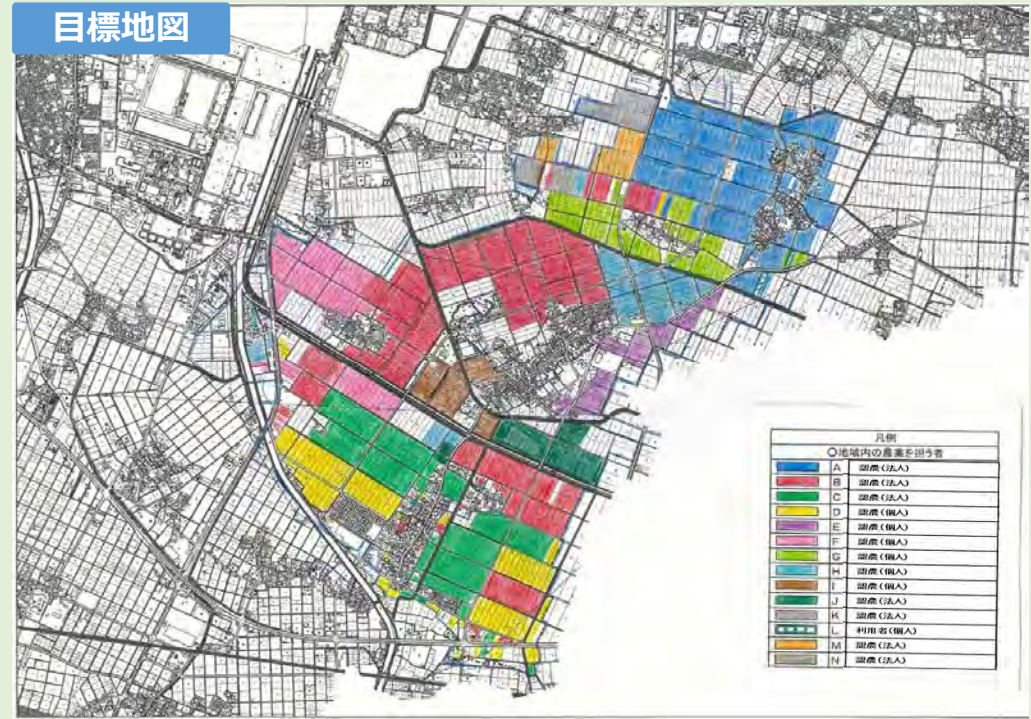 目標地図
凡例
○地域内の農業を担う者
A 認農(法人)
B 認農(法人)
C 認農(法人)
D 認農(個人)
E 認農(個人)
F 認農(個人)
G 認農(個人)
H 認農(個人)
I 認農(個人)
J 認農(法人)
K 認農(法人)
L 利用者(個人)
M 認農(法人)
N 認農(法人)